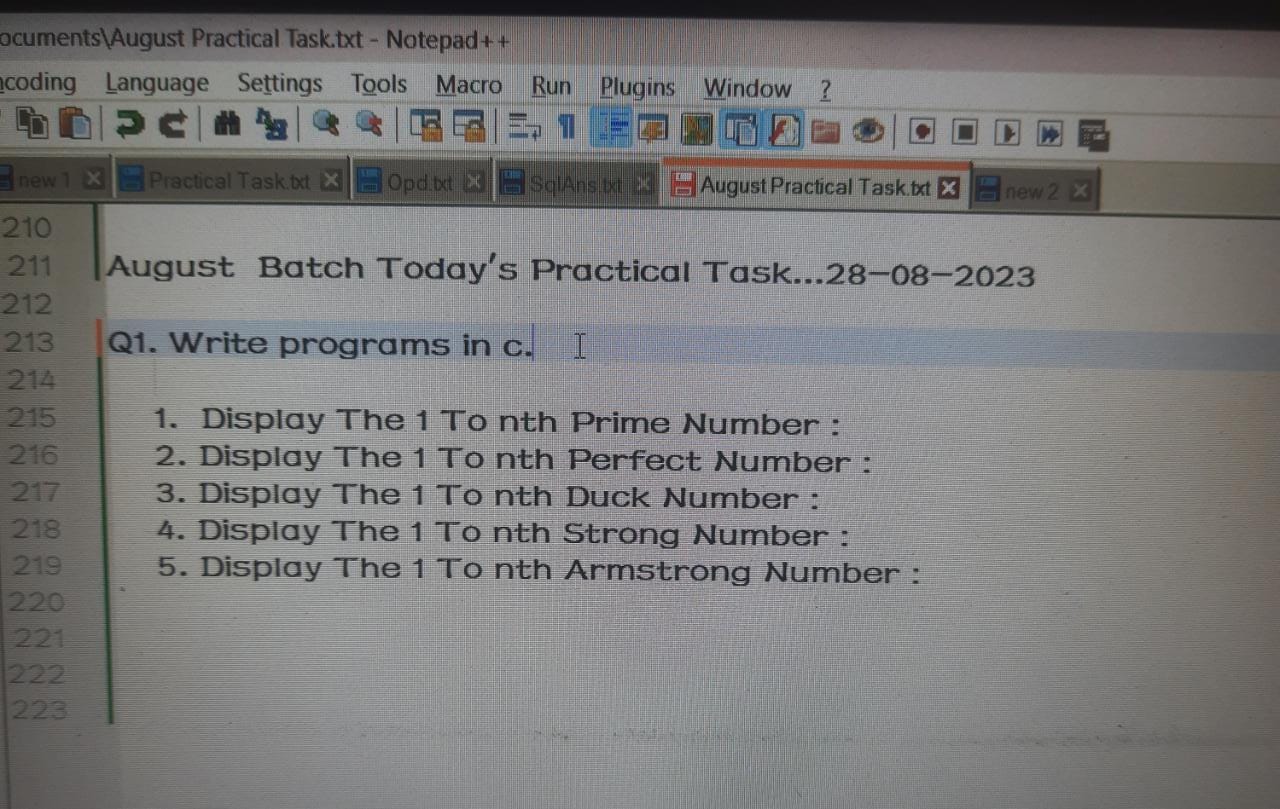 ocuments\August Practical Task.txt - Notepad++
ncoding Language Settings Tools Macro Run Plugins Window ?
new 1 Practical Task.txt Opd.txt SqlAns.txt August Practical Task.txt new 2
210
211 August Batch Today's Practical Task...28-08-2023
212
213 Q1. Write programs in c.
214
215 1. Display The 1 To nth Prime Number :
216 2. Display The 1 To nth Perfect Number :
217 3. Display The 1 To nth Duck Number :
218 4. Display The 1 To nth Strong Number :
219 5. Display The 1 To nth Armstrong Number :
220
221
222
223